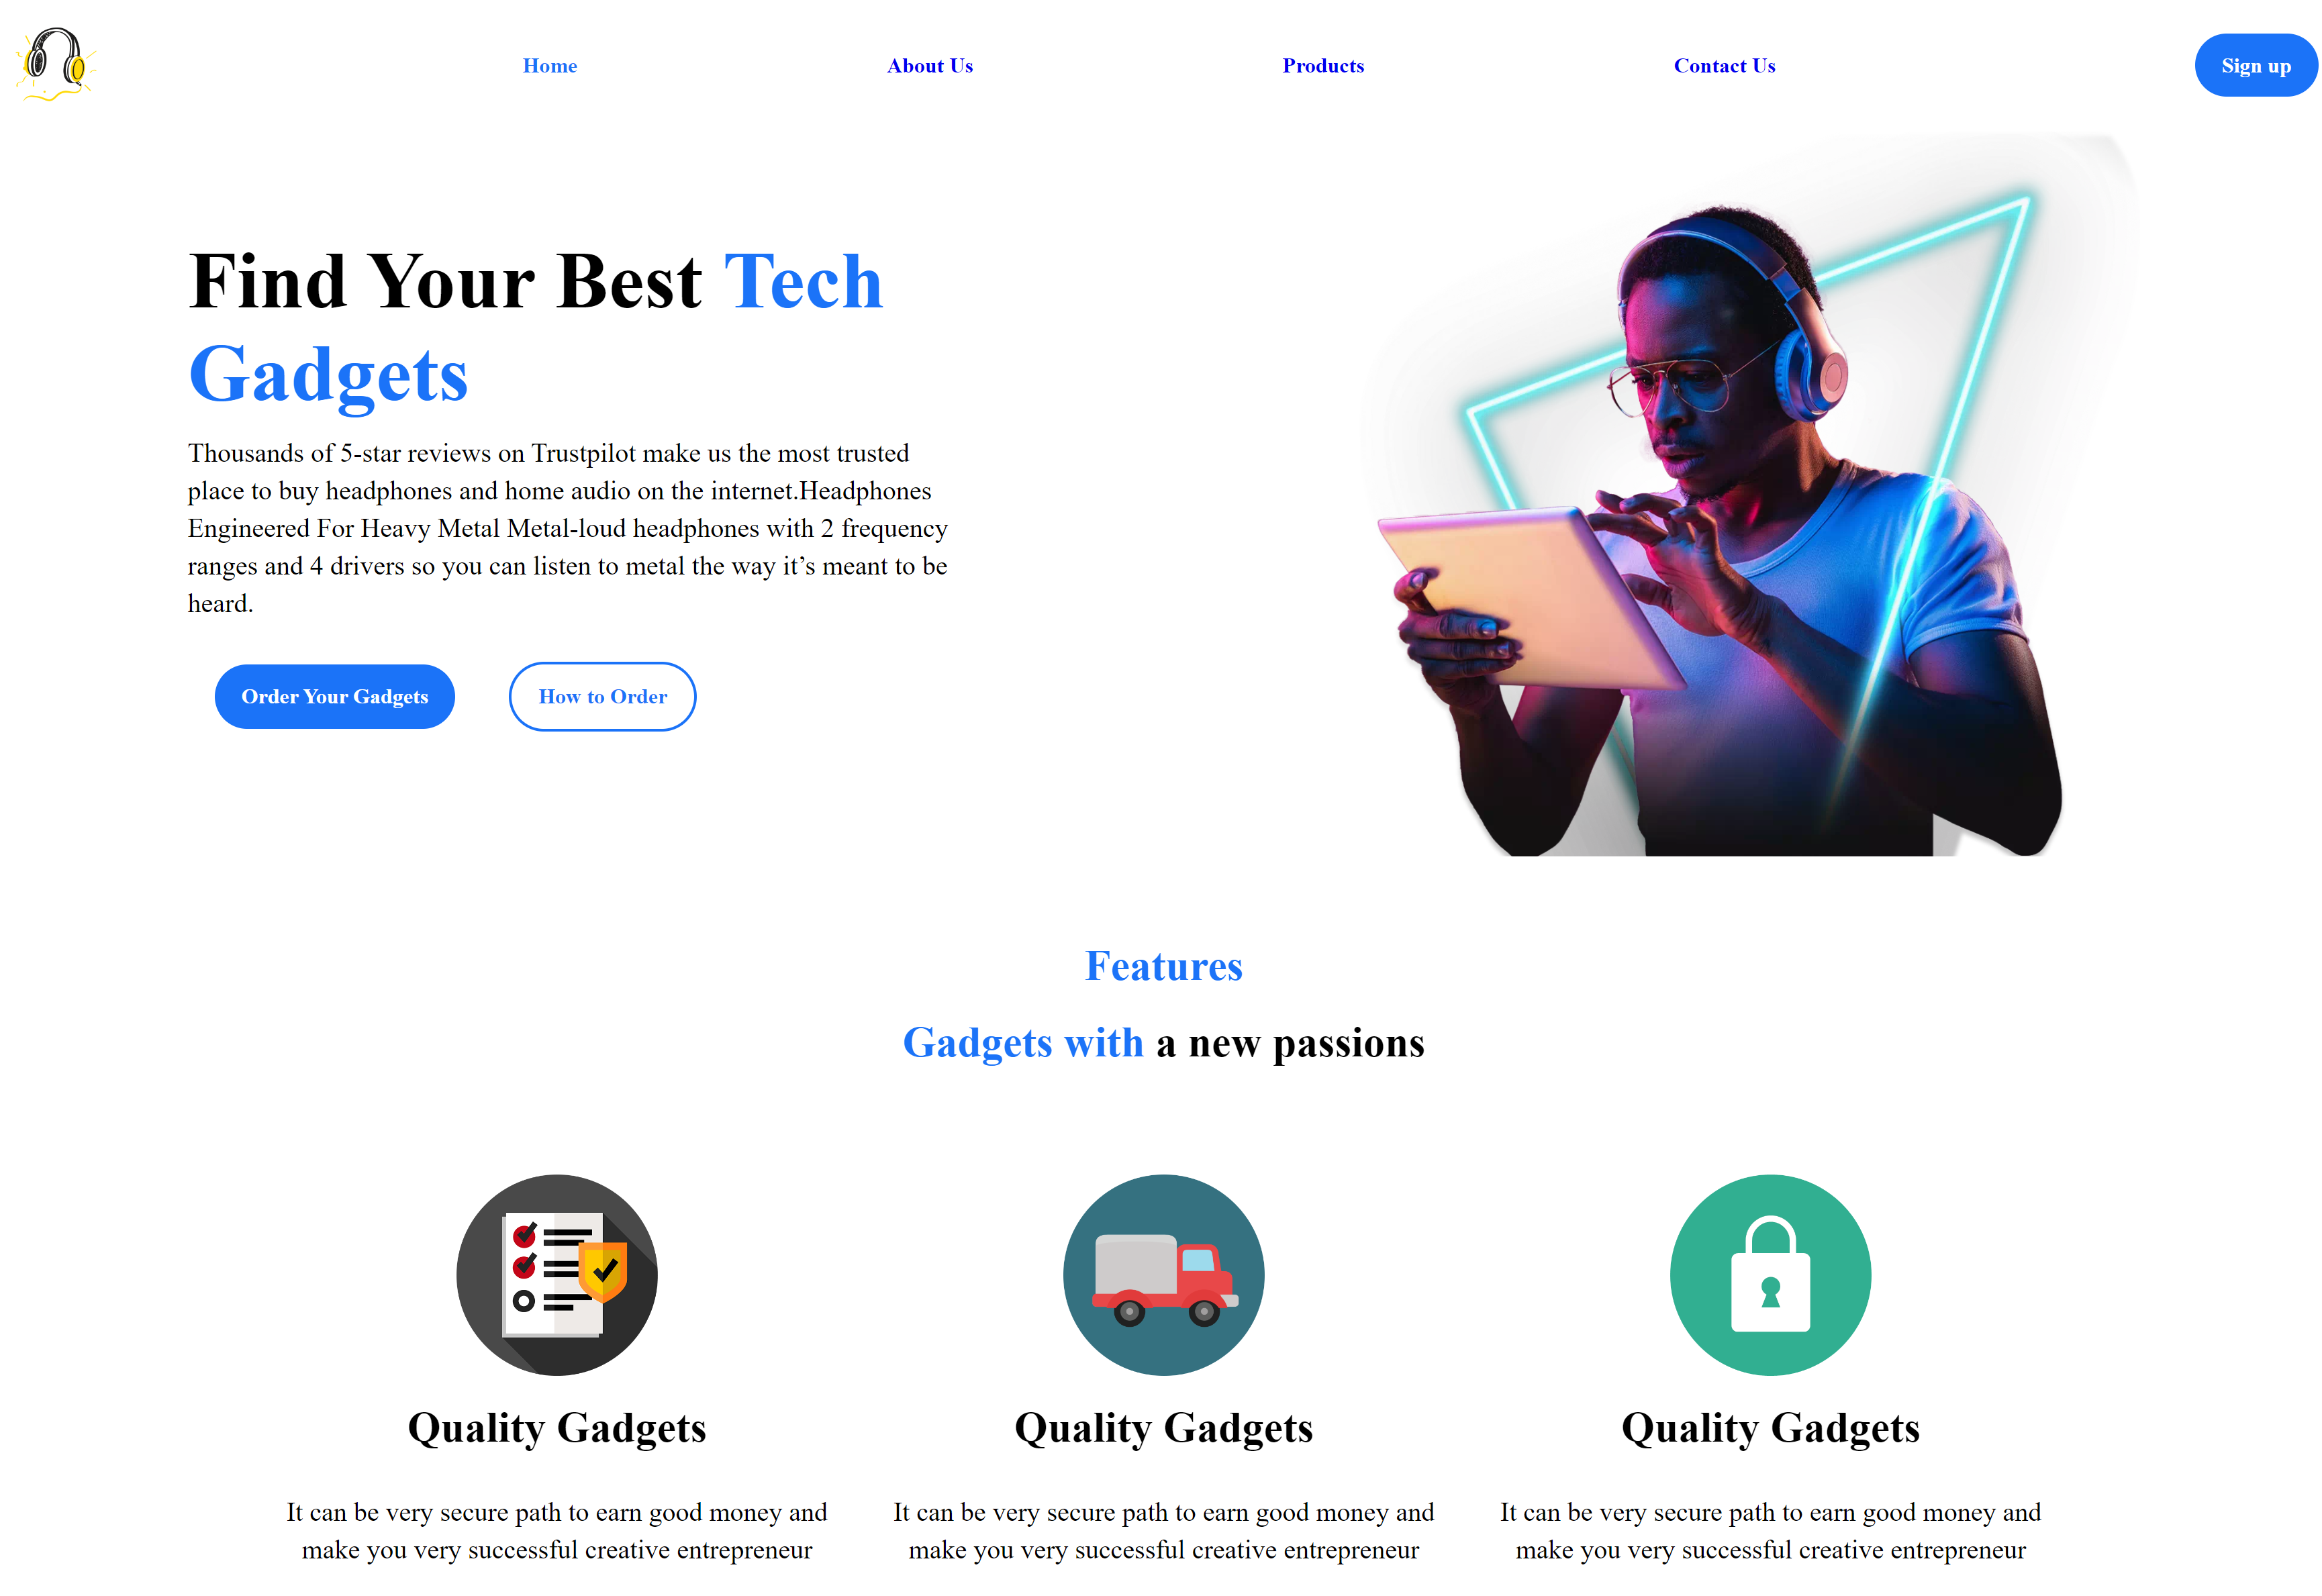 Home About Us Products Contact Us Sign up
Find Your Best Tech
Gadgets
Thousands of 5-star reviews on Trustpilot make us the most trusted
place to buy headphones and home audio on the internet.Headphones
Engineered For Heavy Metal Metal-loud headphones with 2 frequency
ranges and 4 drivers so you can listen to metal the way it’s meant to be
heard.
Order Your Gadgets How to Order
Features
Gadgets with a new passions
Quality Gadgets Quality Gadgets Quality Gadgets
It can be very secure path to earn good money and
make you very successful creative entrepreneur
It can be very secure path to earn good money and
make you very successful creative entrepreneur
It can be very secure path to earn good money and
make you very successful creative entrepreneur